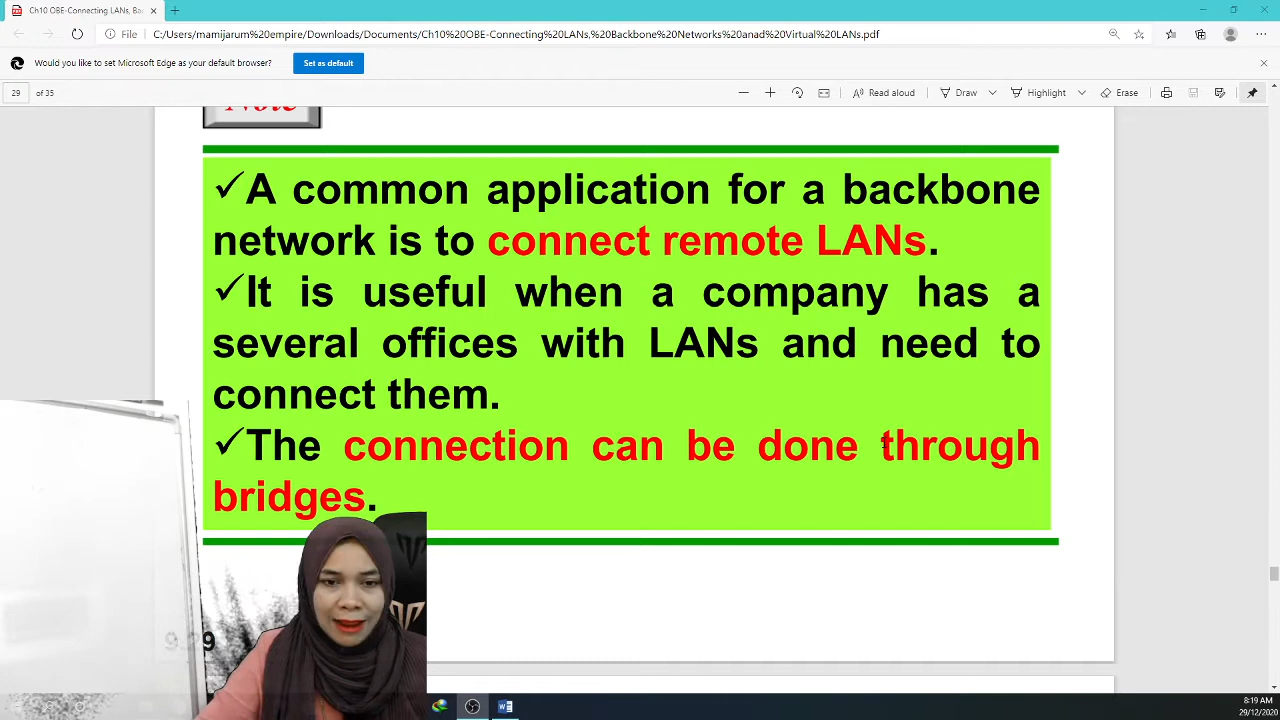 Ch10 OBE-Connecting LANs, Ba
File
C:/Users/mamijarum%20empire/Downloads/Documents/Ch10%20OBE-Connecting%20LANs,%20Backbone%20Networks%20anad%20Virtual%20LANs.pdf
Would you like to set Microsoft Edge as your default browser?
Set as default
29 of 35
Read aloud
Draw
Highlight
Erase
Note
✓A common application for a backbone
network is to connect remote LANs.
✓It is useful when a company has a
several offices with LANs and need to
connect them.
✓The connection can be done through
bridges.
8:19 AM
29/12/2020